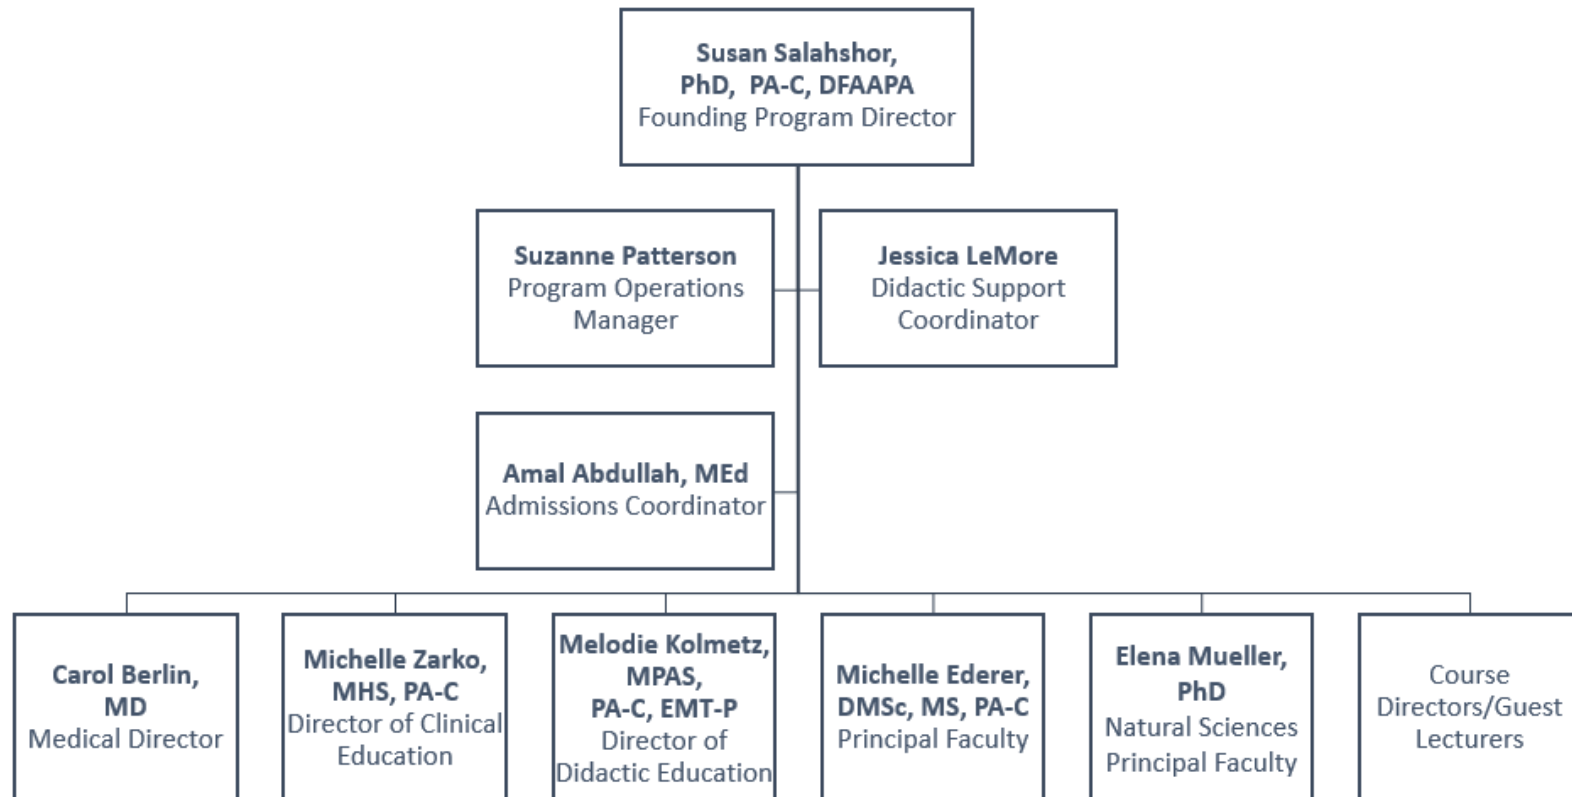 Susan Salahshor,
PhD, PA-C, DFAAPA
Founding Program Director
Suzanne Patterson
Program Operations
Manager
Jessica LeMore
Didactic Support
Coordinator
Amal Abdullah, MEd
Admissions Coordinator
Carol Berlin,
MD
Medical Director
Michelle Zarko,
MHS, PA-C
Director of Clinical
Education
Melodie Kolmetz,
MPAS,
PA-C, EMT-P
Director of
Didactic Education
Michelle Ederer,
DMSc, MS, PA-C
Principal Faculty
Elena Mueller,
PhD
Natural Sciences
Principal Faculty
Course
Directors/Guest
Lecturers